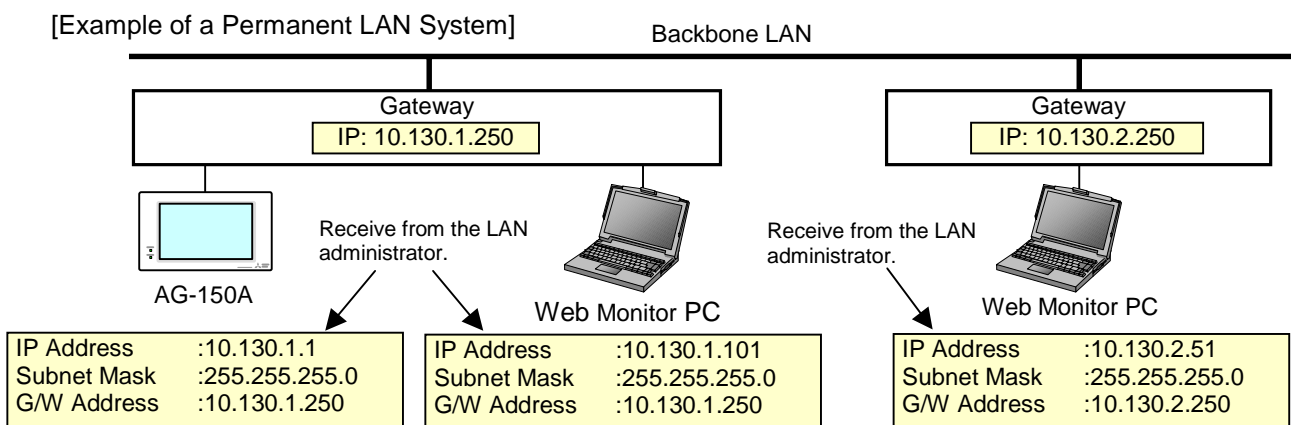 [Example of a Permanent LAN System]
Backbone LAN
Gateway
IP: 10.130.1.250
Gateway
IP: 10.130.2.250
Receive from the LAN
administrator.
Receive from the LAN
administrator.
AG-150A
Web Monitor PC
Web Monitor PC
IP Address :10.130.1.1
Subnet Mask :255.255.255.0
G/W Address :10.130.1.250
IP Address :10.130.1.101
Subnet Mask :255.255.255.0
G/W Address :10.130.1.250
IP Address :10.130.2.51
Subnet Mask :255.255.255.0
G/W Address :10.130.2.250